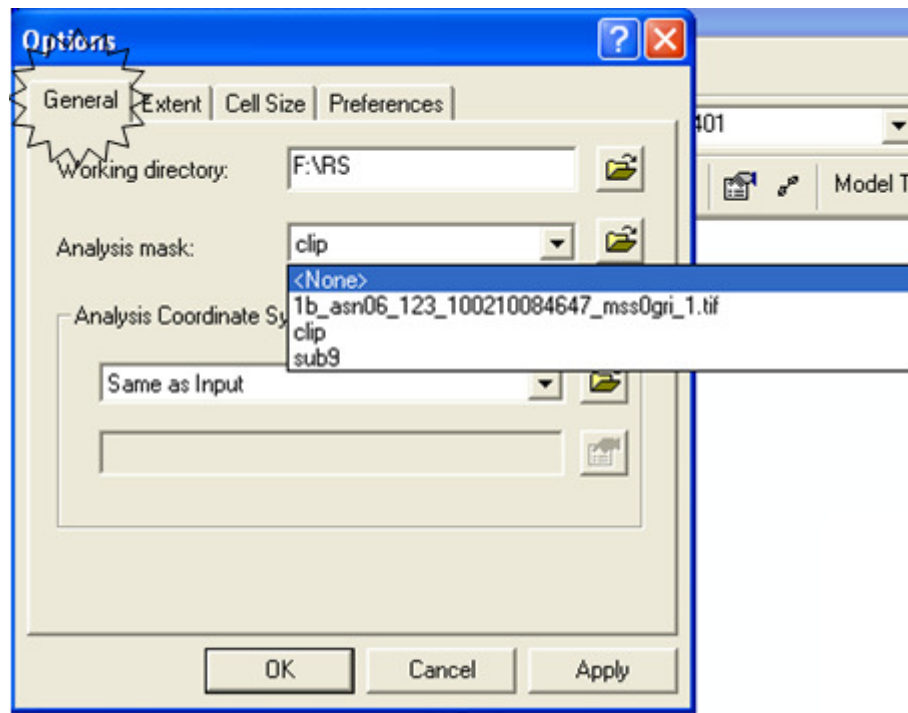 Options
General Extent Cell Size Preferences
401
Working directory: F:\RS
Model T
Analysis mask: clip
<None>
1b_asn06_123_100210084647_mss0gri_1.tif
clip
sub9
Analysis Coordinate Sy
Same as Input
OK Cancel Apply